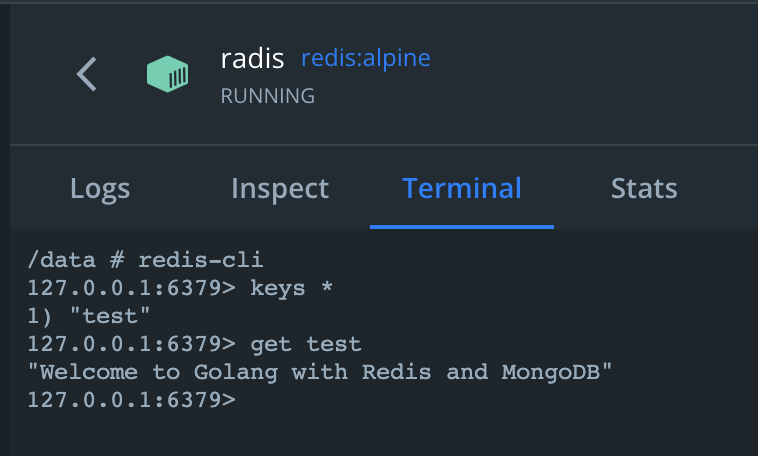 radis redis:alpine
RUNNING
Logs Inspect Terminal Stats
/data # redis-cli
127.0.0.1:6379> keys *
1) "test"
127.0.0.1:6379> get test
"Welcome to Golang with Redis and MongoDB"
127.0.0.1:6379>